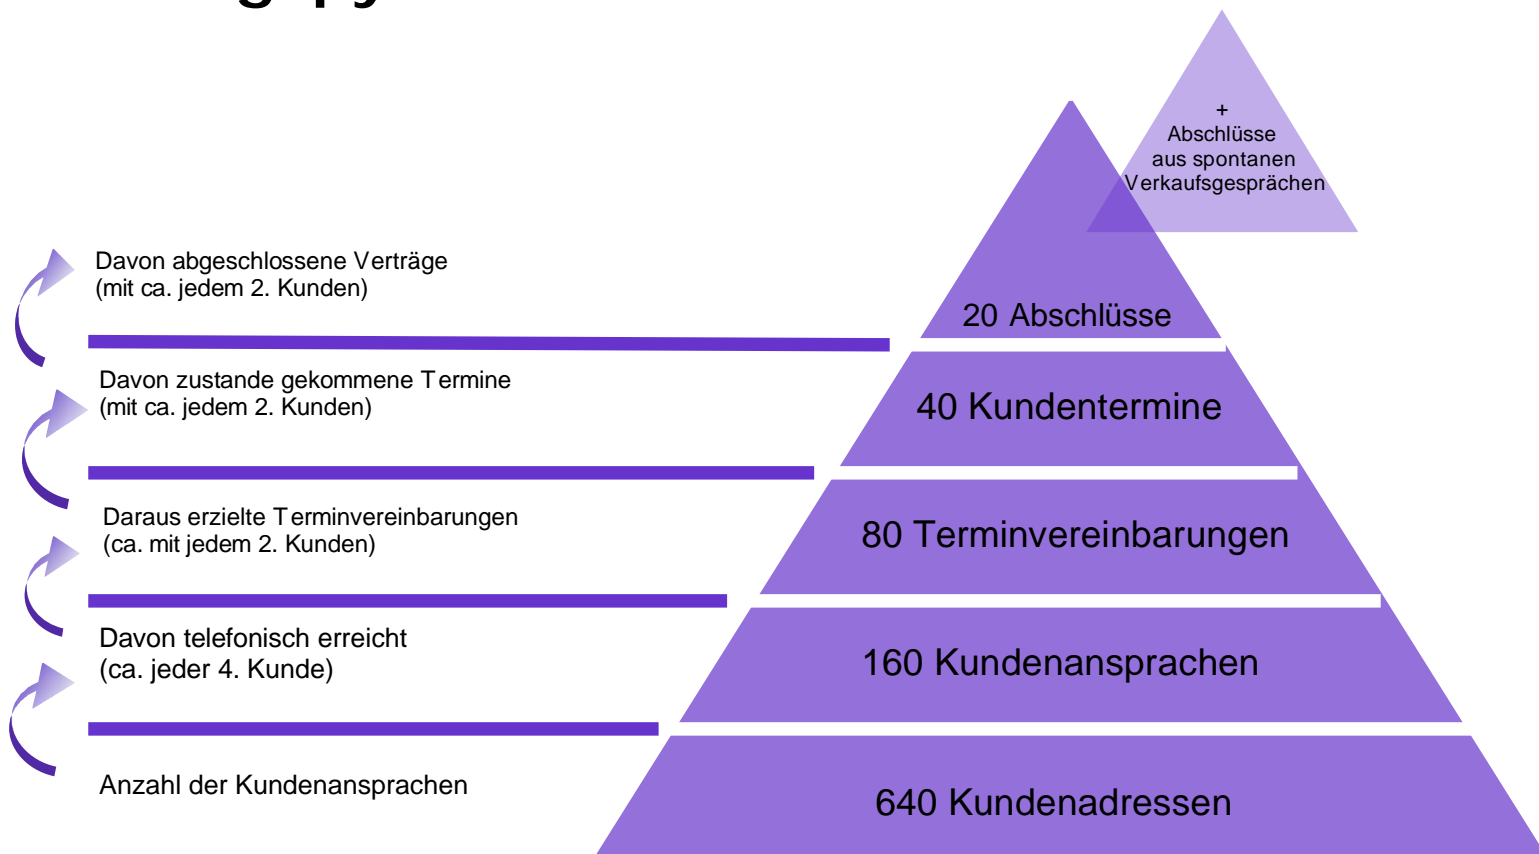 +
Abschlüsse
aus spontanen
Verkaufsgesprächen
Davon abgeschlossene Verträge
(mit ca. jedem 2. Kunden)
20 Abschlüsse
Davon zustande gekommene Termine
(mit ca. jedem 2. Kunden)
40 Kundentermine
Daraus erzielte Terminvereinbarungen
(ca. mit jedem 2. Kunden)
80 Terminvereinbarungen
Davon telefonisch erreicht
(ca. jeder 4. Kunde)
160 Kundenansprachen
Anzahl der Kundenansprachen
640 Kundenadressen